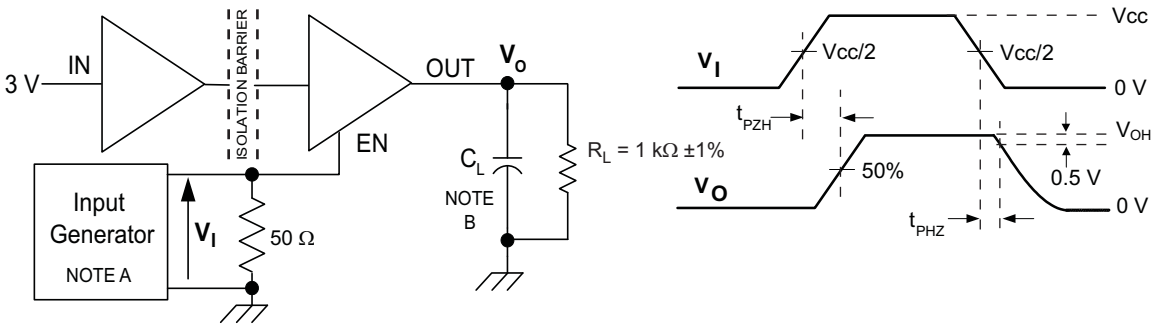 3 V
IN
ISOLATION BARRIER
OUT
EN
Vo
CL
NOTE
B
RL = 1 kΩ ±1%
Input
Generator
NOTE A
VI
50 Ω
VI
Vcc/2
Vcc/2
Vcc
0 V
tPZH
VO
50%
VOH
0.5 V
0 V
tPHZ